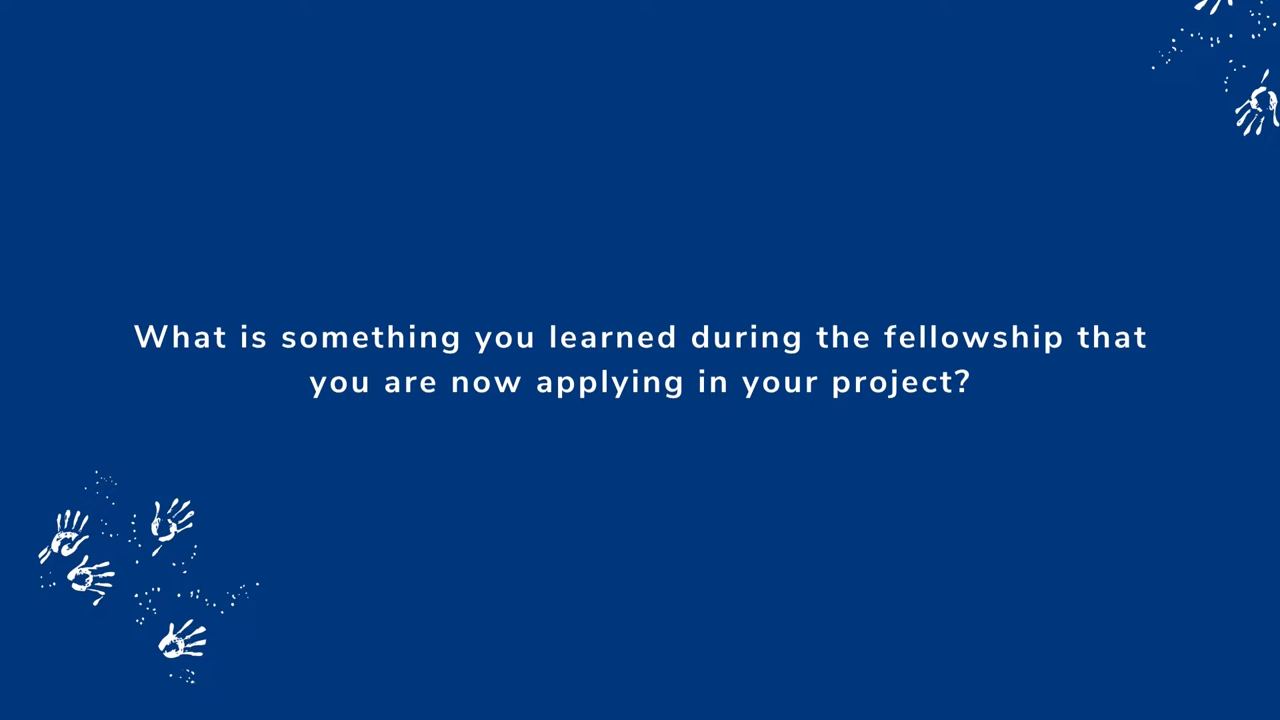 What is something you learned during the fellowship that
you are now applying in your project?